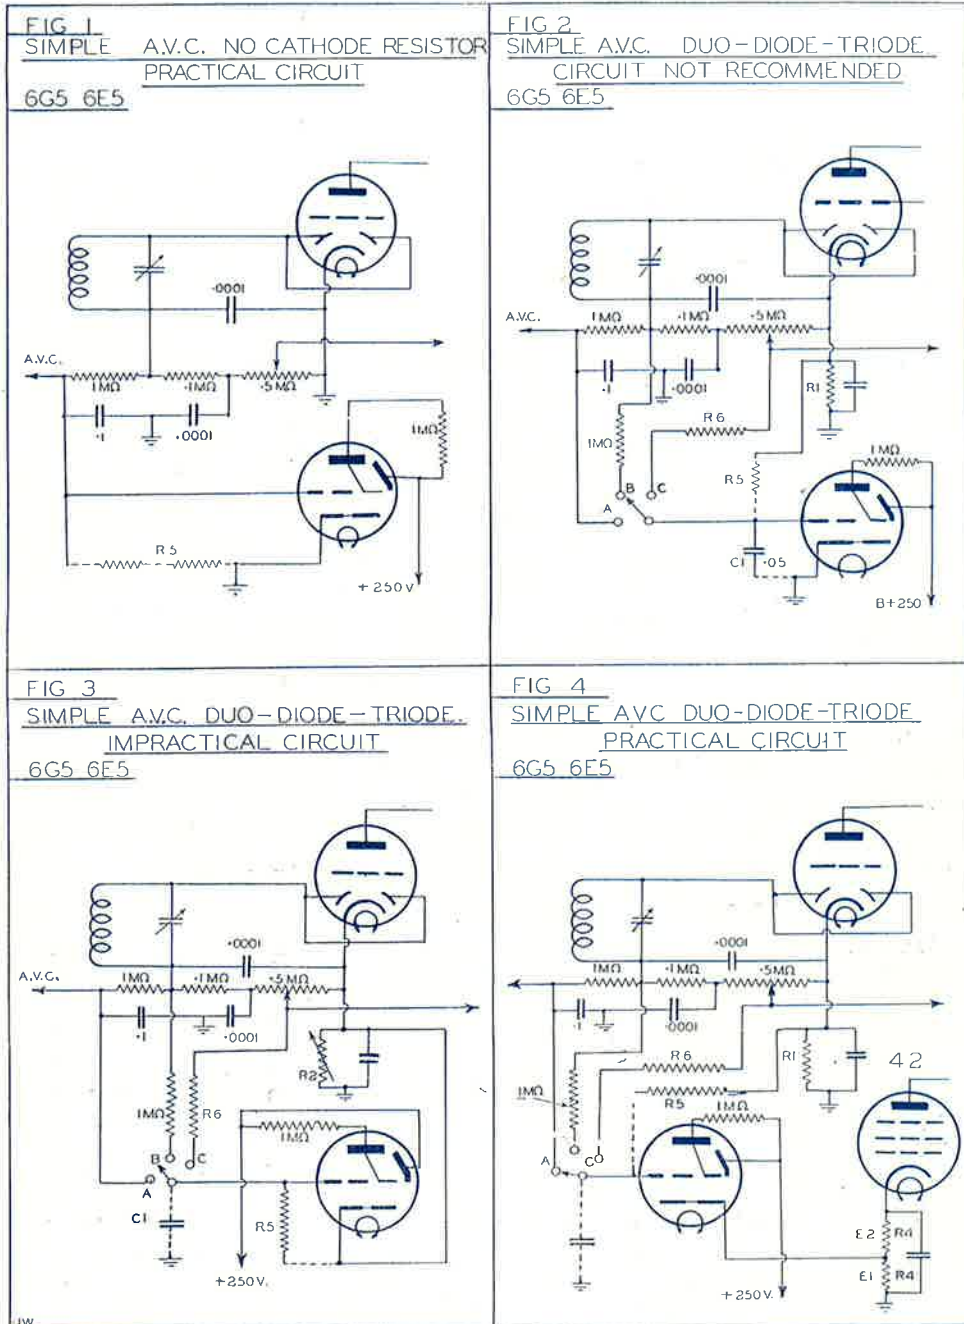 FIG 1
SIMPLE A.V.C. NO CATHODE RESISTOR
PRACTICAL CIRCUIT
6G5 6E5
.0001
A.V.C.
1MΩ
.1MΩ
.5MΩ
.1
.0001
1MΩ
R5
+250V
FIG 2
SIMPLE A.V.C. DUO-DIODE-TRIODE
CIRCUIT NOT RECOMMENDED
6G5 6E5
.0001
A.V.C.
1MΩ
.1MΩ
.5MΩ
.1
.0001
R1
R6
1MΩ
1MΩ
R5
B
C
A
C1
.05
B+250
FIG 3
SIMPLE A.V.C. DUO-DIODE-TRIODE.
IMPRACTICAL CIRCUIT
6G5 6E5
.0001
A.V.C.
1MΩ
.1MΩ
.5MΩ
.1
.0001
R2
1MΩ
R6
1MΩ
B
C
A
C1
R5
+250V.
FIG 4
SIMPLE AVC DUO-DIODE-TRIODE
PRACTICAL CIRCUIT
6G5 6E5
.0001
1MΩ
.1MΩ
.5MΩ
.1
.0001
R6
R1
42
1MΩ
R5
1MΩ
A
C
E2
R4
E1
R4
+250V.
JW